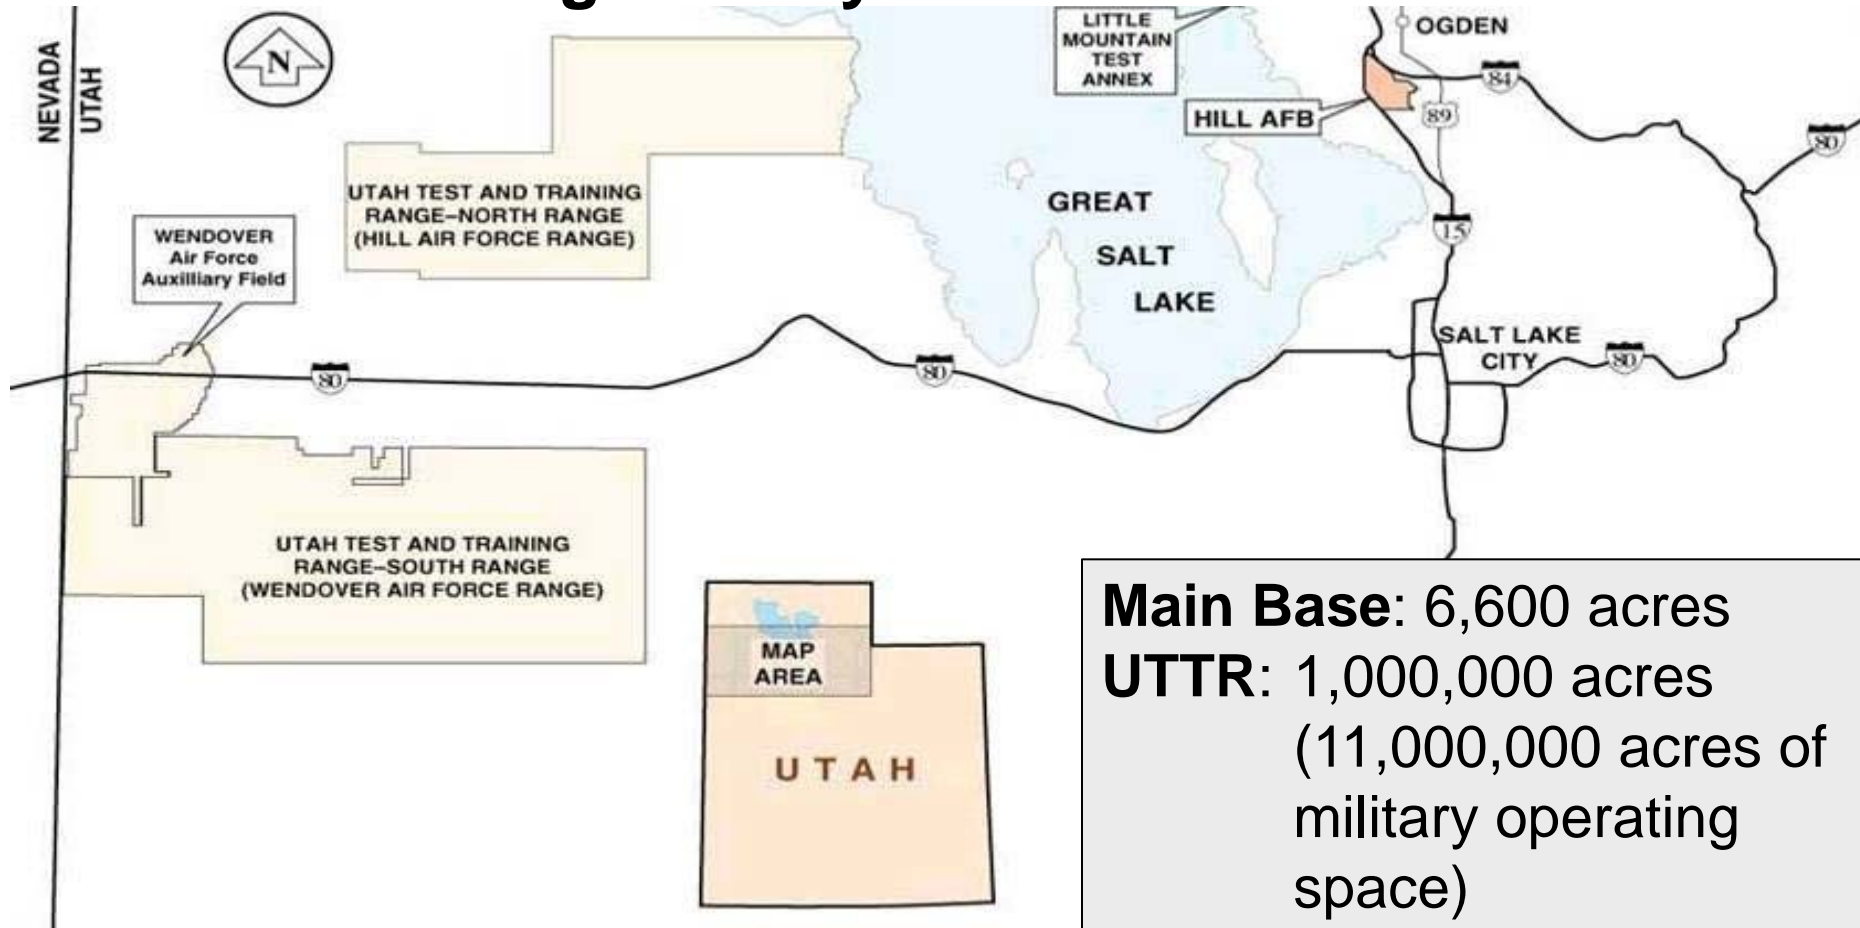 NEVADA
UTAH
N
LITTLE
MOUNTAIN
TEST
ANNEX
OGDEN
84
HILL AFB
89
80
UTAH TEST AND TRAINING
RANGE–NORTH RANGE
(HILL AIR FORCE RANGE)
GREAT
SALT
LAKE
15
WENDOVER
Air Force
Auxilliary Field
80
80
SALT LAKE
CITY
80
UTAH TEST AND TRAINING
RANGE–SOUTH RANGE
(WENDOVER AIR FORCE RANGE)
MAP
AREA
UTAH
Main Base: 6,600 acres
UTTR: 1,000,000 acres
(11,000,000 acres of
military operating
space)